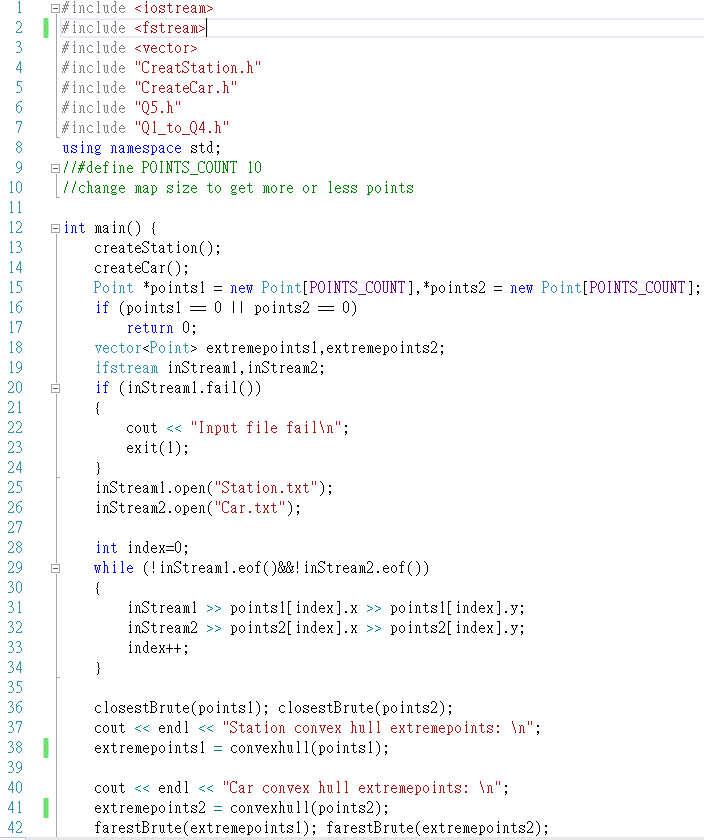 1 #include <iostream>
2 #include <fstream>
3 #include <vector>
4 #include "CreatStation.h"
5 #include "CreateCar.h"
6 #include "Q5.h"
7 #include "Q1_to_Q4.h"
8 using namespace std;
9 //#define POINTS_COUNT 10
10 //change map size to get more or less points
11
12 int main() {
13 createStation();
14 createCar();
15 Point *points1 = new Point[POINTS_COUNT],*points2 = new Point[POINTS_COUNT];
16 if (points1 == 0 || points2 == 0)
17 return 0;
18 vector<Point> extremepoints1,extremepoints2;
19 ifstream inStream1,inStream2;
20 if (inStream1.fail())
21 {
22 cout << "Input file fail\n";
23 exit(1);
24 }
25 inStream1.open("Station.txt");
26 inStream2.open("Car.txt");
27
28 int index=0;
29 while (!inStream1.eof()&&!inStream2.eof())
30 {
31 inStream1 >> points1[index].x >> points1[index].y;
32 inStream2 >> points2[index].x >> points2[index].y;
33 index++;
34 }
35
36 closestBrute(points1); closestBrute(points2);
37 cout << endl << "Station convex hull extremepoints: \n";
38 extremepoints1 = convexhull(points1);
39
40 cout << endl << "Car convex hull extremepoints: \n";
41 extremepoints2 = convexhull(points2);
42 farestBrute(extremepoints1); farestBrute(extremepoints2);